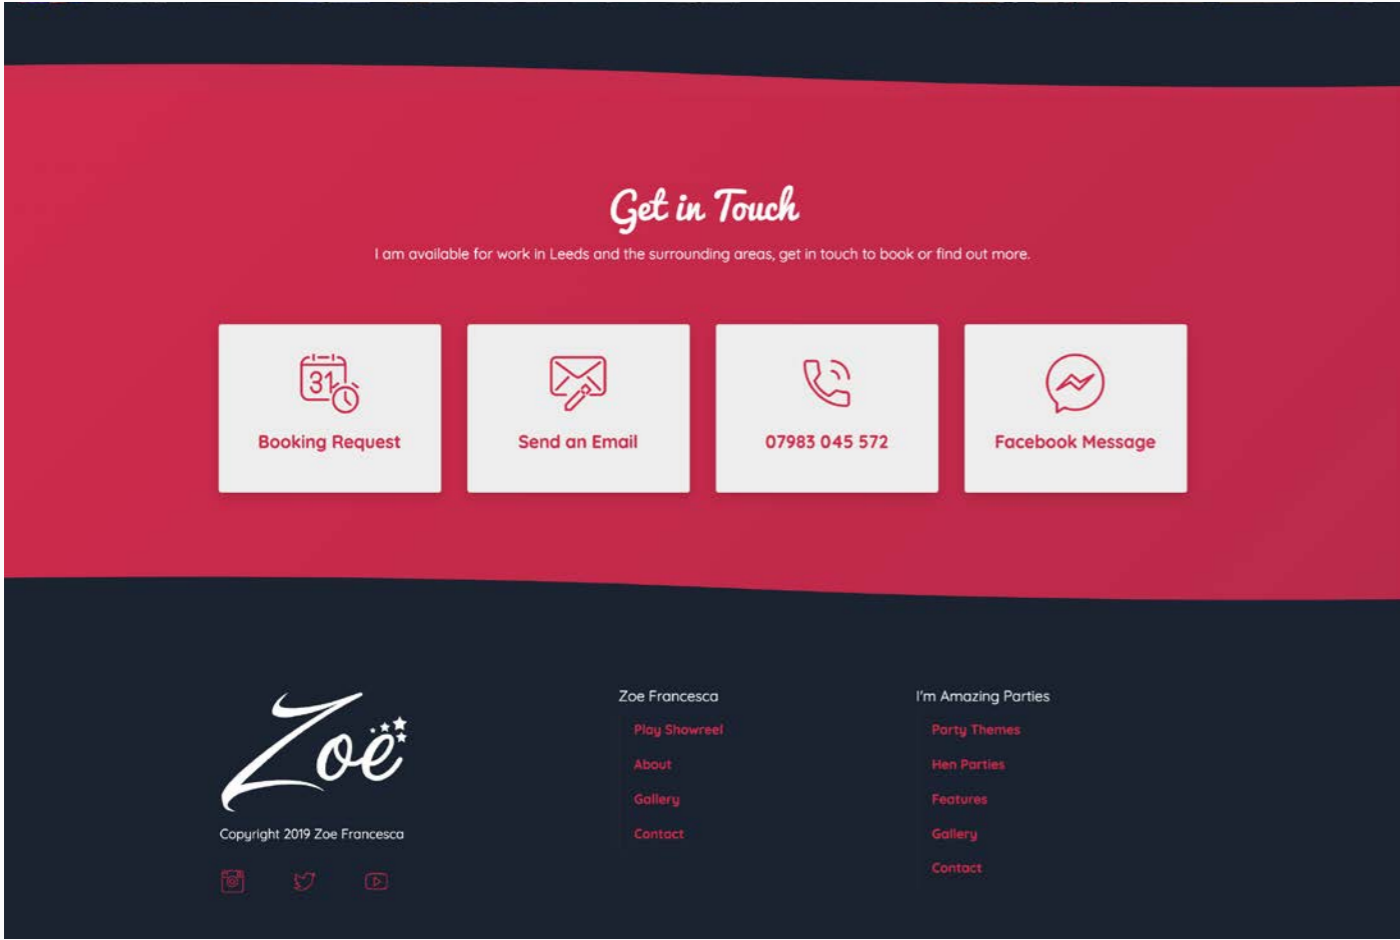 Get in Touch
I am available for work in Leeds and the surrounding areas, get in touch to book or find out more.
31
Booking Request
Send an Email
07983 045 572
Facebook Message
Zoë
Copyright 2019 Zoe Francesca
Zoe Francesca
Play Showreel
About
Gallery
Contact
I'm Amazing Parties
Party Themes
Hen Parties
Features
Gallery
Contact